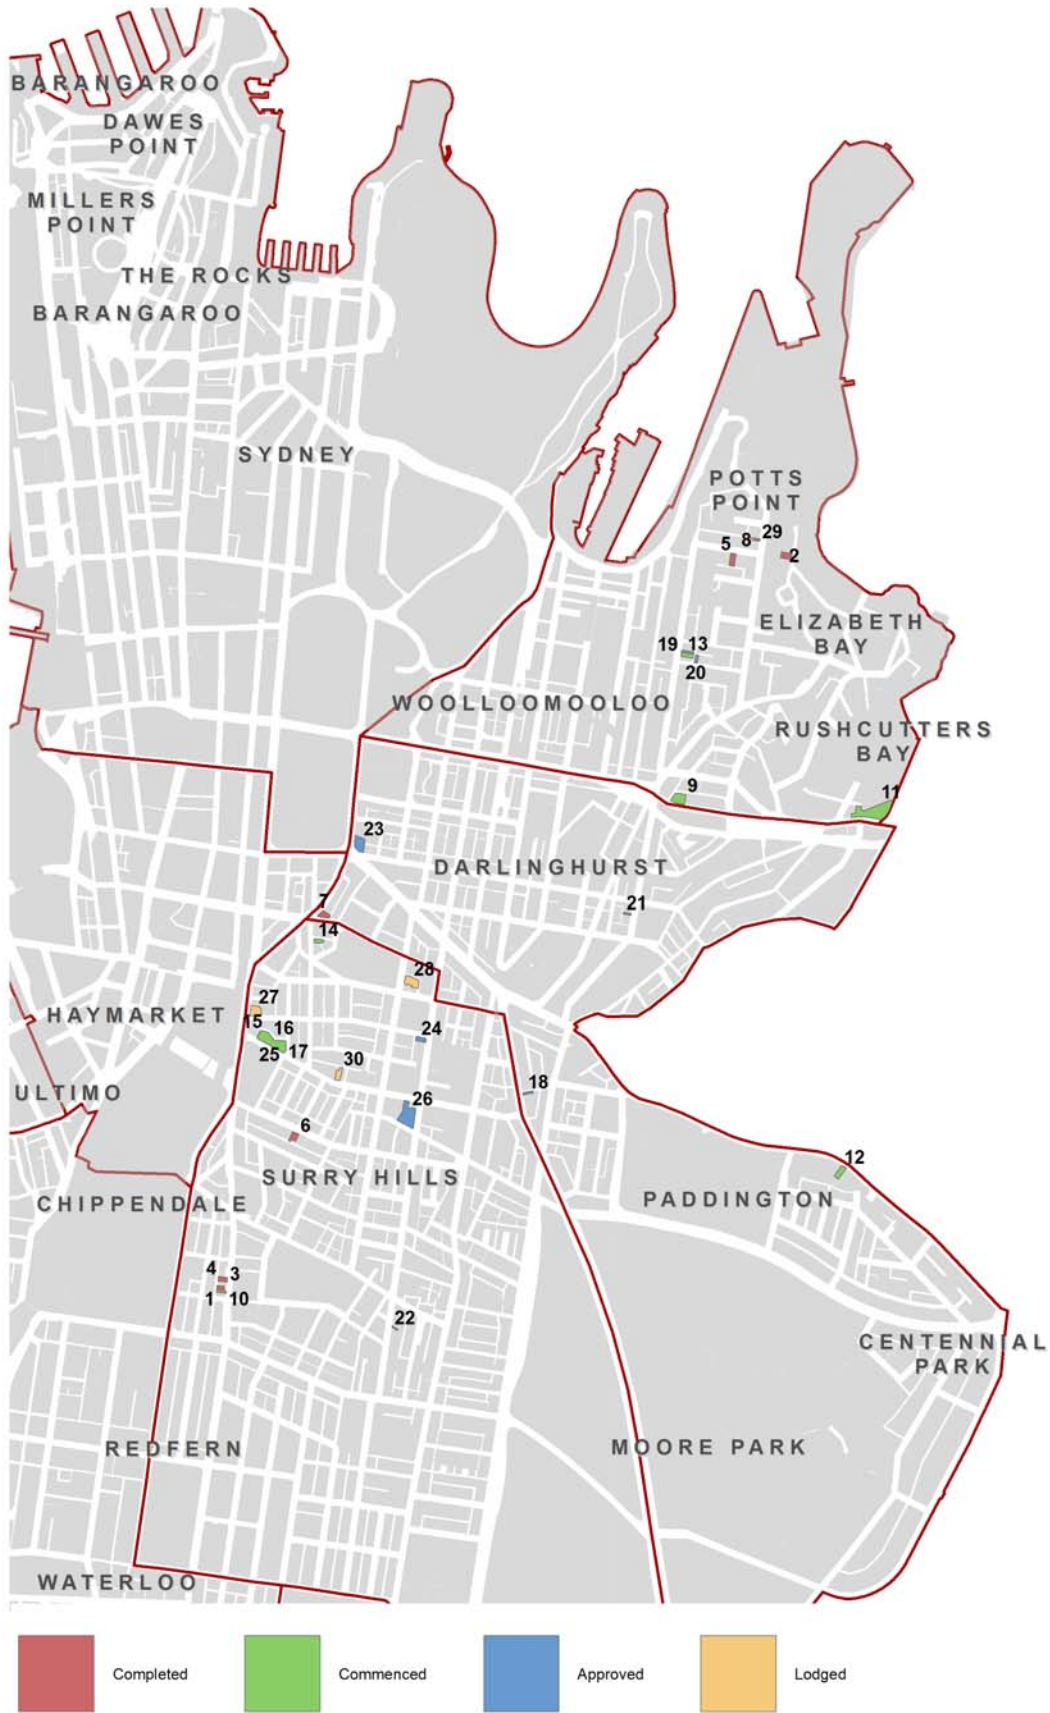 BARANGAROO
DAWES
POINT
MILLERS
POINT
THE ROCKS
BARANGAROO
SYDNEY
POTTS
POINT
5 8 29
2
ELIZABETH
BAY
19 13
20
WOOLLOOMOOLOO
RUSHCUTTERS
BAY
9
11
23
DARLINGHURST
7
21
14
28
27
HAYMARKET
15 16
24
25 17
30
ULTIMO
18
26
6
12
SURRY HILLS
CHIPPENDALE
PADDINGTON
4 3
1 10
22
CENTENNIAL
PARK
REDFERN
MOORE PARK
WATERLOO
Completed
Commenced
Approved
Lodged